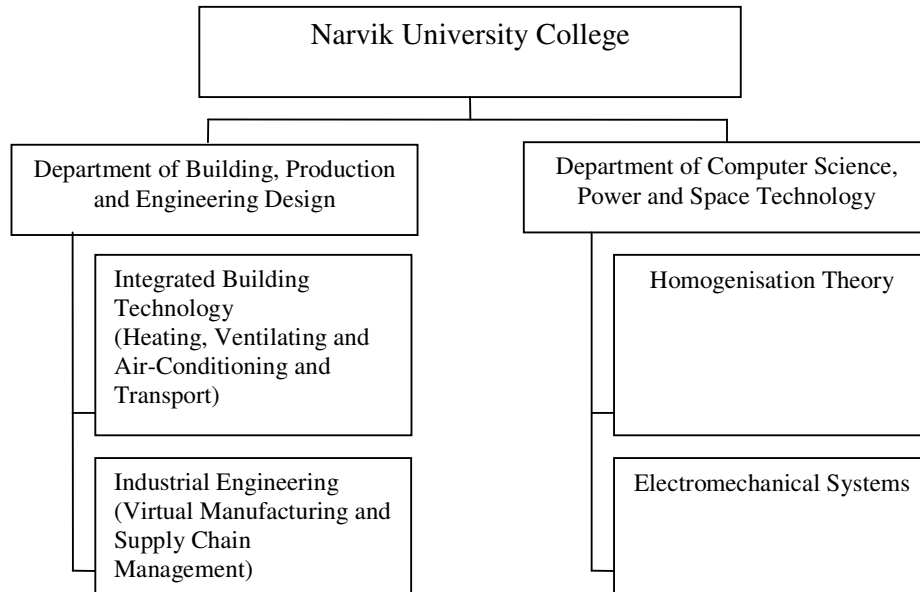 Narvik University College
Department of Building, Production
and Engineering Design
Department of Computer Science,
Power and Space Technology
Integrated Building
Technology
(Heating, Ventilating and
Air-Conditioning and
Transport)
Homogenisation Theory
Industrial Engineering
(Virtual Manufacturing and
Supply Chain
Management)
Electromechanical Systems